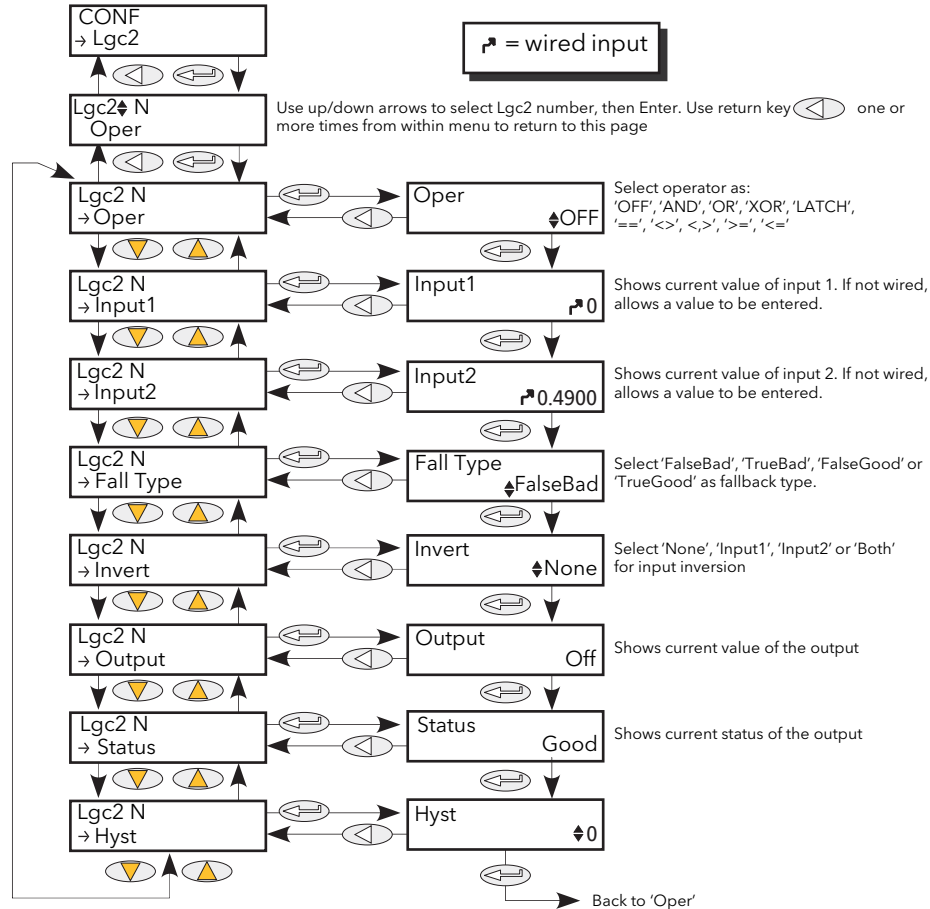 CONF
→ Lgc2
= wired input
Lgc2 N
Oper
Use up/down arrows to select Lgc2 number, then Enter. Use return key one or
more times from within menu to return to this page
Lgc2 N
→ Oper
Oper
OFF
Select operator as:
'OFF', 'AND', 'OR', 'XOR', 'LATCH',
'==', '<>', <,>', '>=', '<='
Lgc2 N
→ Input1
Input1
0
Shows current value of input 1. If not wired,
allows a value to be entered.
Lgc2 N
→ Input2
Input2
0.4900
Shows current value of input 2. If not wired,
allows a value to be entered.
Lgc2 N
→ Fall Type
Fall Type
FalseBad
Select 'FalseBad', 'TrueBad', 'FalseGood' or
'TrueGood' as fallback type.
Lgc2 N
→ Invert
Invert
None
Select 'None', 'Input1', 'Input2' or 'Both'
for input inversion
Lgc2 N
→ Output
Output
Off
Shows current value of the output
Lgc2 N
→ Status
Status
Good
Shows current status of the output
Lgc2 N
→ Hyst
Hyst
0
Back to 'Oper'